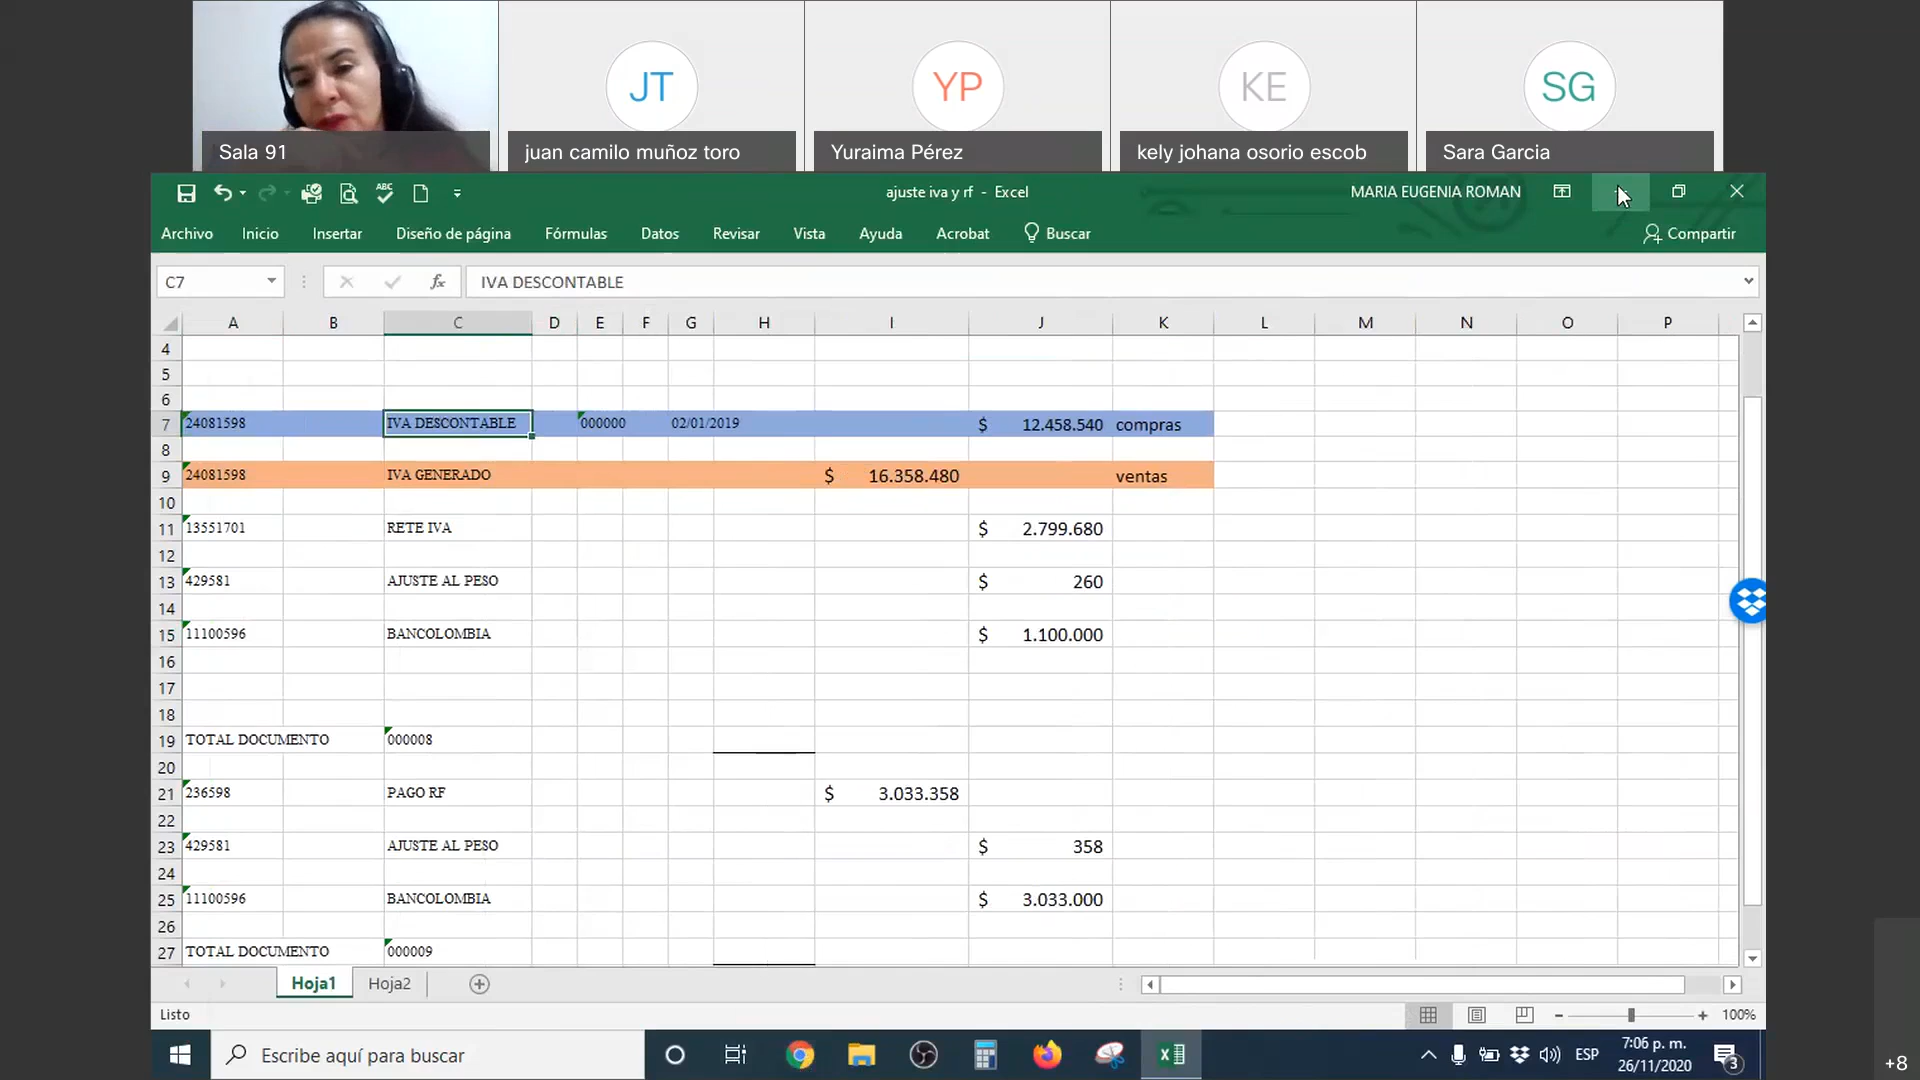 JT
YP
KE
SG
Sala 91
juan camilo muñoz toro
Yuraima Pérez
kely johana osorio escob
Sara Garcia
ABC
ajuste iva y rf - Excel
MARIA EUGENIA ROMAN
Archivo Inicio Insertar Diseño de página Fórmulas Datos Revisar Vista Ayuda Acrobat Buscar Compartir
C7 fx IVA DESCONTABLE
A B C D E F G H I J K L M N O P
4
5
6
7 24081598 IVA DESCONTABLE 000000 02/01/2019 $ 12.458.540 compras
8
9 24081598 IVA GENERADO $ 16.358.480 ventas
10
11 13551701 RETE IVA $ 2.799.680
12
13 429581 AJUSTE AL PESO $ 260
14
15 11100596 BANCOLOMBIA $ 1.100.000
16
17
18
19 TOTAL DOCUMENTO 000008
20
21 236598 PAGO RF $ 3.033.358
22
23 429581 AJUSTE AL PESO $ 358
24
25 11100596 BANCOLOMBIA $ 3.033.000
26
27 TOTAL DOCUMENTO 000009
Hoja1 Hoja2
Listo
100%
Escribe aquí para buscar
ESP
7:06 p. m.
26/11/2020
3
+8